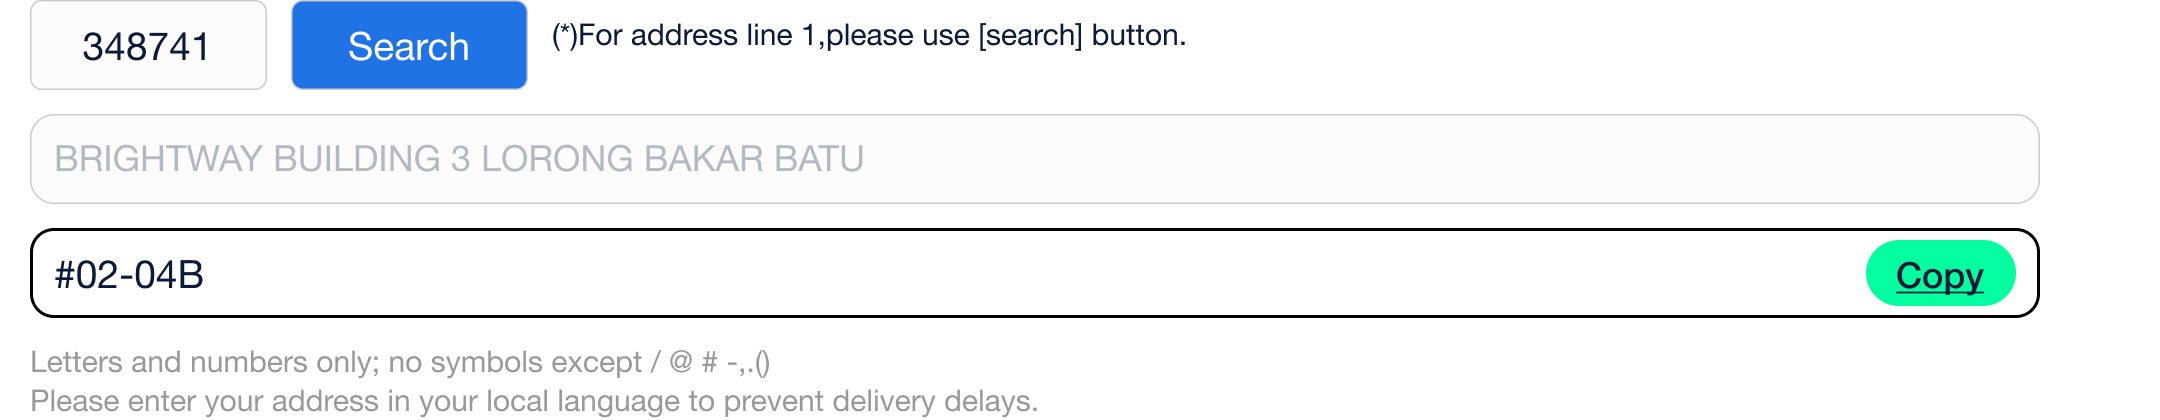 348741 Search (*)For address line 1,please use [search] button.
BRIGHTWAY BUILDING 3 LORONG BAKAR BATU
#02-04B Copy
Letters and numbers only; no symbols except / @ # -,.()
Please enter your address in your local language to prevent delivery delays.